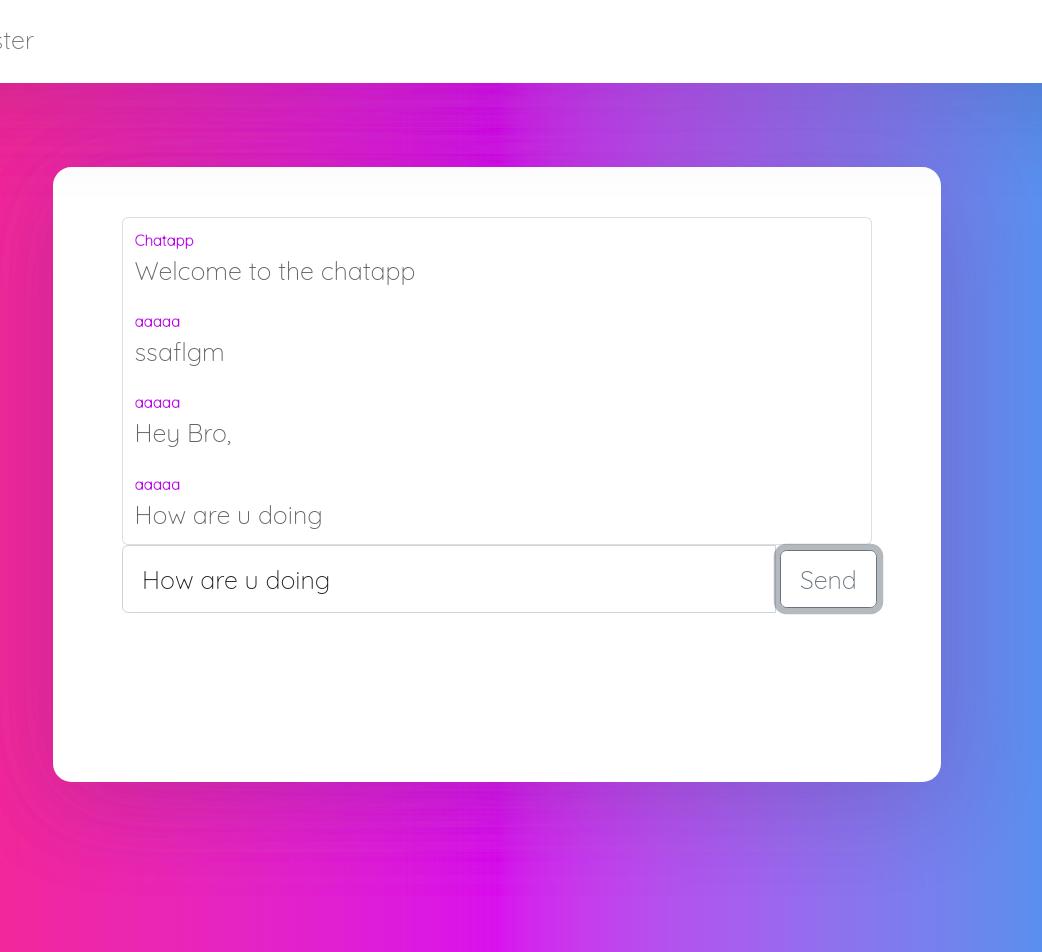 ster
Chatapp
Welcome to the chatapp
aaaaa
ssaflgm
aaaaa
Hey Bro,
aaaaa
How are u doing
How are u doing
Send